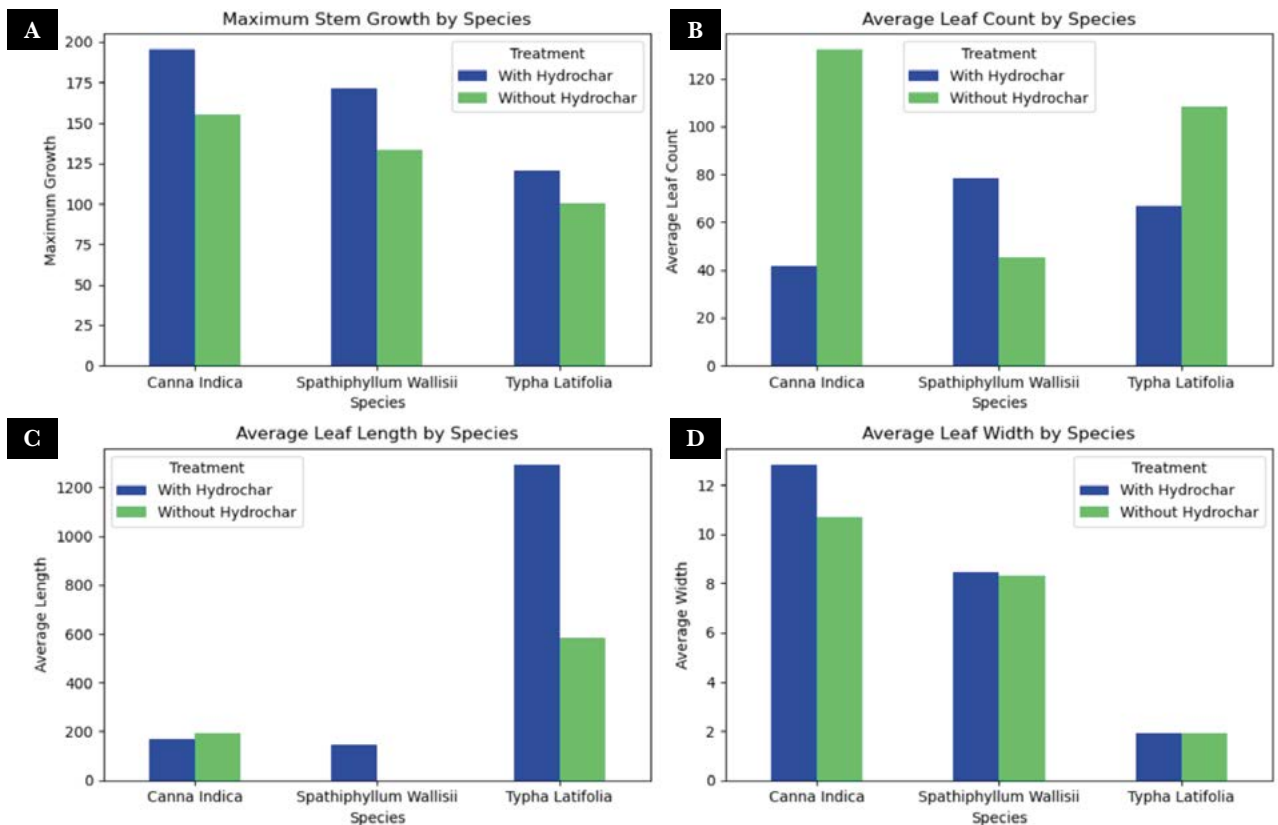 A
Maximum Stem Growth by Species
200
175
150
125
100
75
50
25
0
Maximum Growth
Treatment
With Hydrochar
Without Hydrochar
Canna Indica
Spathiphyllum Wallisii
Typha Latifolia
Species
B
Average Leaf Count by Species
120
100
80
60
40
20
0
Average Leaf Count
Treatment
With Hydrochar
Without Hydrochar
Canna Indica
Spathiphyllum Wallisii
Typha Latifolia
Species
C
Average Leaf Length by Species
1200
1000
800
600
400
200
0
Average Length
Treatment
With Hydrochar
Without Hydrochar
Canna Indica
Spathiphyllum Wallisii
Typha Latifolia
Species
D
Average Leaf Width by Species
12
10
8
6
4
2
0
Average Width
Treatment
With Hydrochar
Without Hydrochar
Canna Indica
Spathiphyllum Wallisii
Typha Latifolia
Species